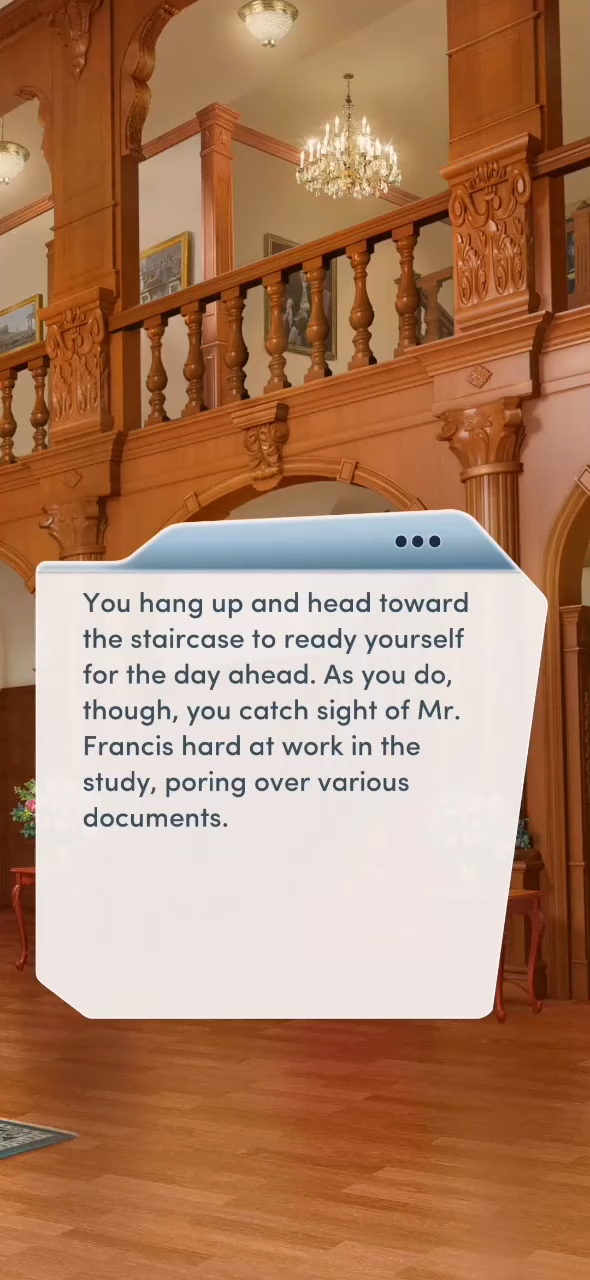 You hang up and head toward
the staircase to ready yourself
for the day ahead. As you do,
though, you catch sight of Mr.
Francis hard at work in the
study, poring over various
documents.